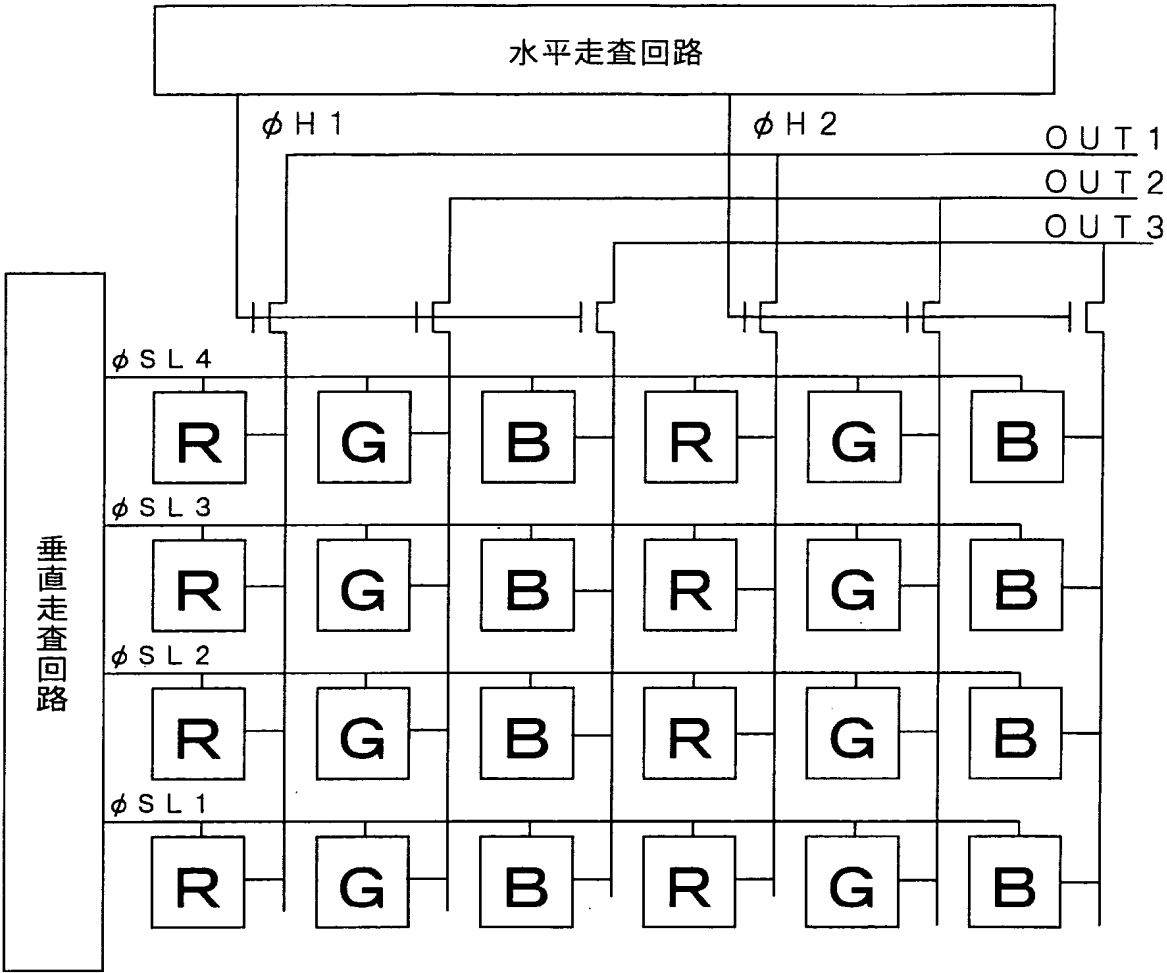 水平走査回路
φH1 φH2
OUT1
OUT2
OUT3
φSL4
R G B R G B
φSL3
R G B R G B
垂直走査回路
φSL2
R G B R G B
φSL1
R G B R G B